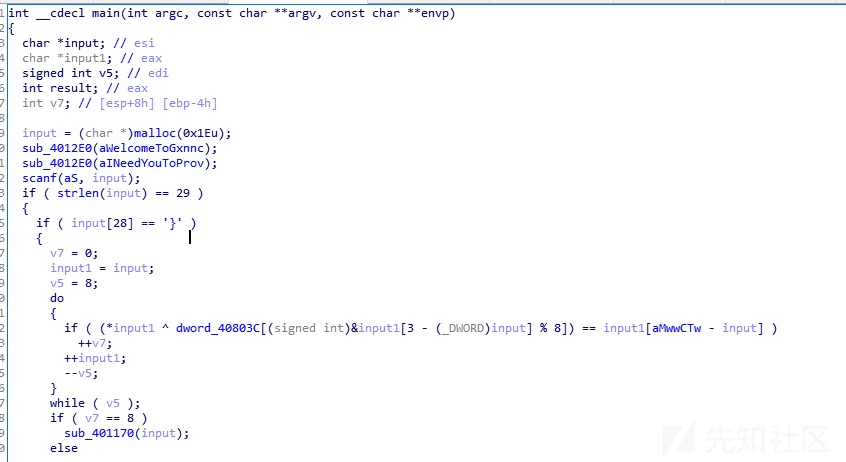 1 int __cdecl main(int argc, const char **argv, const char **envp)
2 {
3 char *input; // esi
4 char *input1; // eax
5 signed int v5; // edi
6 int result; // eax
7 int v7; // [esp+8h] [ebp-4h]
8
9 input = (char *)malloc(0x1Eu);
0 sub_4012E0(aWelcomeToGxnnc);
1 sub_4012E0(aINeedYouToProv);
2 scanf(aS, input);
3 if ( strlen(input) == 29 )
4 {
5 if ( input[28] == '}' )
6 {
7 v7 = 0;
8 input1 = input;
9 v5 = 8;
0 do
1 {
2 if ( (*input1 ^ dword_40803C[(signed int)&input1[3 - (_DWORD)input] % 8]) == input1[aMwwCTw - input] )
3 ++v7;
4 ++input1;
5 --v5;
6 }
7 while ( v5 );
8 if ( v7 == 8 )
9 sub_401170(input);
0 else
先知社区